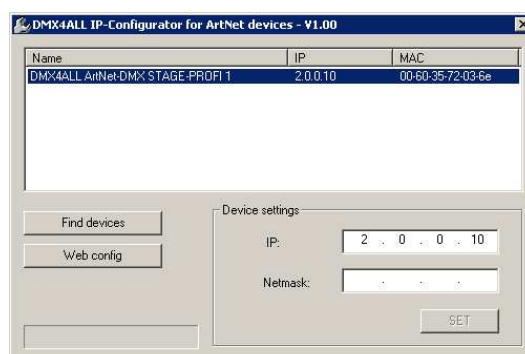 DMX4ALL IP-Configurator for ArtNet devices - V1.00
Name IP MAC
DMX4ALL ArtNet-DMX STAGE-PROFI 1 2.0.0.10 00-60-35-72-03-6e
Find devices
Web config
Device settings
IP: 2 . 0 . 0 . 10
Netmask: . . .
SET